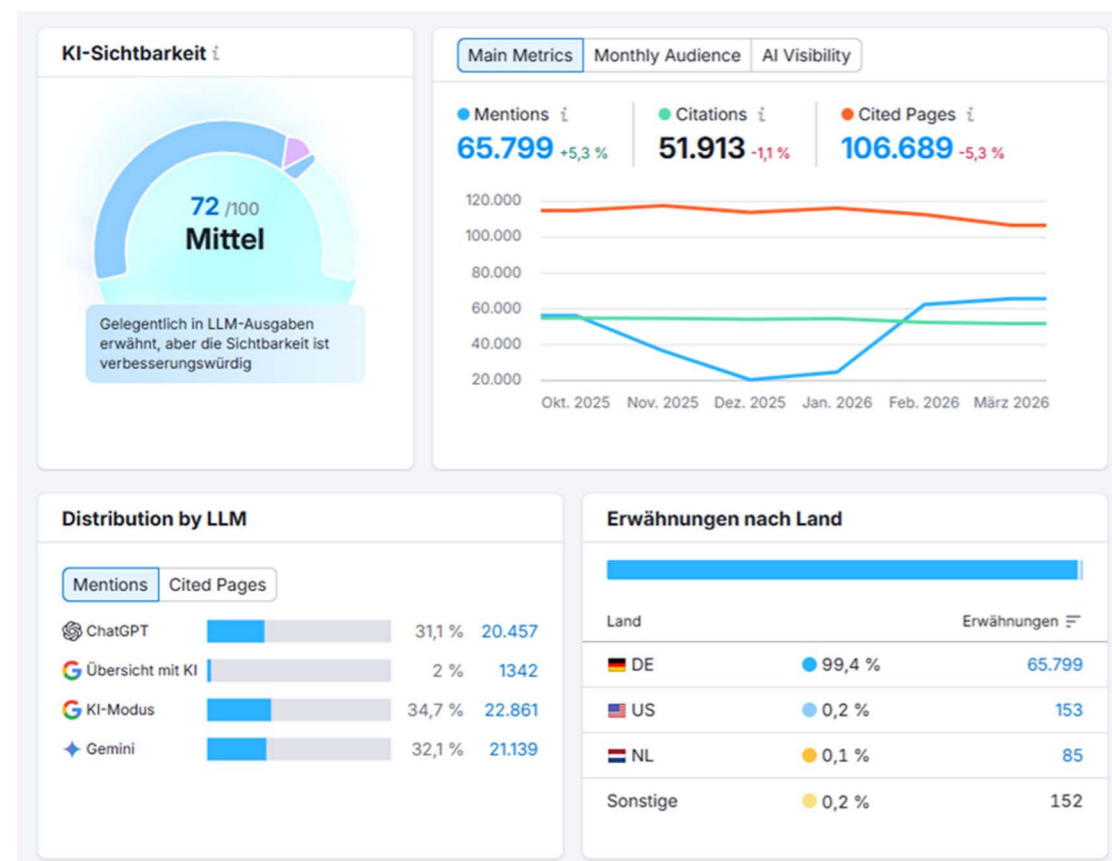 KI-Sichtbarkeit i
72 /100
Mittel
Gelegentlich in LLM-Ausgaben
erwähnt, aber die Sichtbarkeit ist
verbesserungswürdig
Main Metrics Monthly Audience AI Visibility
Mentions i Citations i Cited Pages i
65.799 +5,3 % 51.913 -1,1 % 106.689 -5,3 %
120.000
100.000
80.000
60.000
40.000
20.000
Okt. 2025 Nov. 2025 Dez. 2025 Jan. 2026 Feb. 2026 März 2026
Distribution by LLM
Mentions Cited Pages
ChatGPT 31,1 % 20.457
Übersicht mit KI 2 % 1342
KI-Modus 34,7 % 22.861
Gemini 32,1 % 21.139
Erwähnungen nach Land
Land Erwähnungen
DE 99,4 % 65.799
US 0,2 % 153
NL 0,1 % 85
Sonstige 0,2 % 152